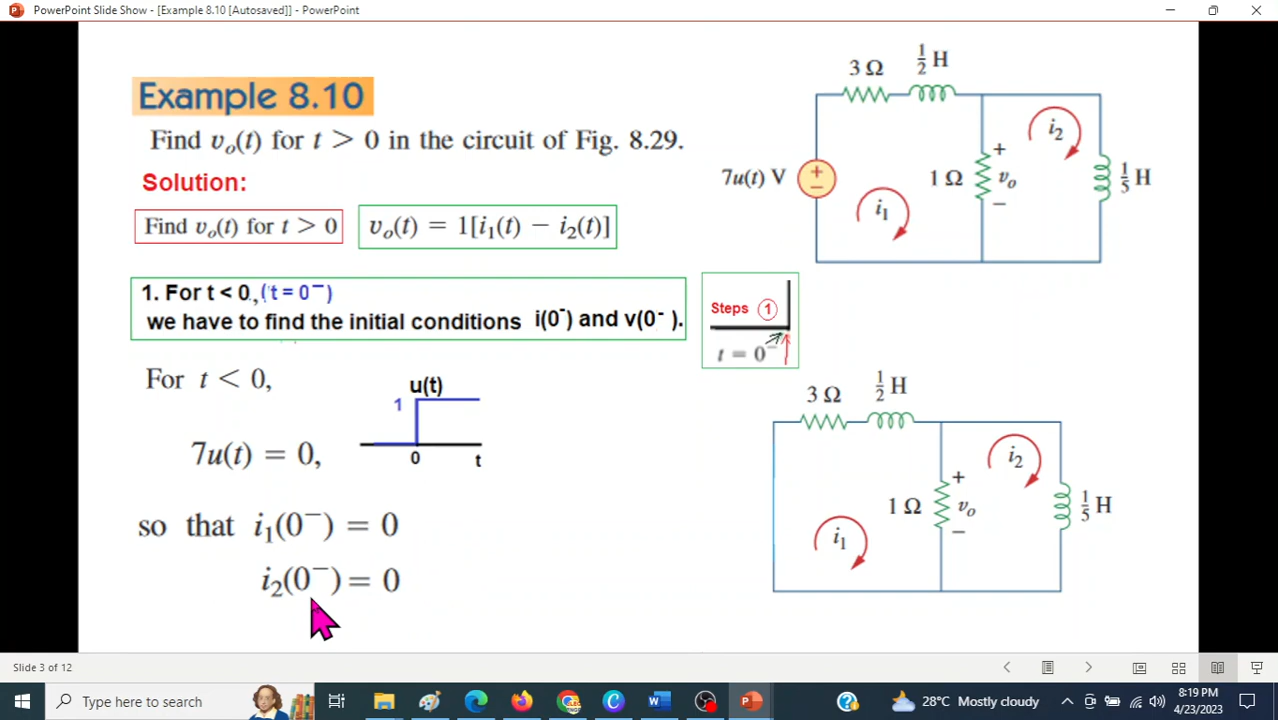 PowerPoint Slide Show - [Example 8.10 [Autosaved]] - PowerPoint
Example 8.10
Find vₒ(t) for t > 0 in the circuit of Fig. 8.29.
Solution:
Find vₒ(t) for t > 0
vₒ(t) = 1[i₁(t) − i₂(t)]
3 Ω
½ H
7u(t) V
+
−
i₁
1 Ω
+
vₒ
−
i₂
⅕ H
1. For t < 0,(t = 0⁻)
we have to find the initial conditions i(0⁻) and v(0⁻).
Steps 1
t = 0⁻
For t < 0,
u(t)
1
0
t
7u(t) = 0,
so that i₁(0⁻) = 0
i₂(0⁻) = 0
3 Ω
½ H
i₁
1 Ω
+
vₒ
−
i₂
⅕ H
Slide 3 of 12
Type here to search
28°C Mostly cloudy
8:19 PM
4/23/2023